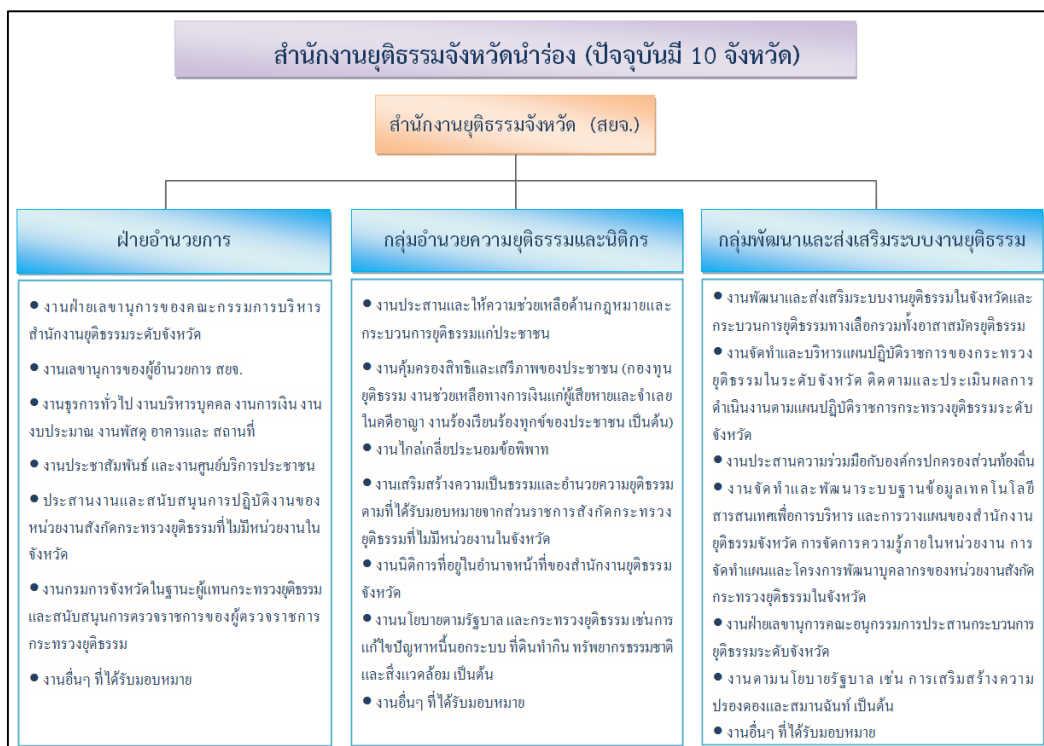 สำนักงานยุติธรรมจังหวัดนำร่อง (ปัจจุบันมี 10 จังหวัด)
สำนักงานยุติธรรมจังหวัด (สยจ.)
ฝ่ายอำนวยการ
● งานฝ่ายเลขานุการของคณะกรรมการบริหาร
สำนักงานยุติธรรมระดับจังหวัด
● งานเลขานุการของผู้อำนวยการ สยจ.
● งานธุรการทั่วไป งานบริหารบุคคล งานการเงิน งาน
งบประมาณ งานพัสดุ อาคารและ สถานที่
● งานประชาสัมพันธ์ และงานศูนย์บริการประชาชน
● ประสานงานและสนับสนุนการปฏิบัติงานของ
หน่วยงานสังกัดกระทรวงยุติธรรมที่ไม่มีหน่วยงานใน
จังหวัด
● งานกรมการจังหวัดในฐานะผู้แทนกระทรวงยุติธรรม
และสนับสนุนการตรวจราชการของผู้ตรวจราชการ
กระทรวงยุติธรรม
● งานอื่นๆ ที่ได้รับมอบหมาย
กลุ่มอำนวยความยุติธรรมและนิติกร
● งานประสานและให้ความช่วยเหลือด้านกฎหมายและ
กระบวนการยุติธรรมแก่ประชาชน
● งานคุ้มครองสิทธิและเสรีภาพของประชาชน (กองทุน
ยุติธรรม งานช่วยเหลือทางการเงินแก่ผู้เสียหายและจำเลย
ในคดีอาญา งานร้องเรียนร้องทุกข์ของประชาชน เป็นต้น)
● งานไกล่เกลี่ยประนอมข้อพิพาท
● งานเสริมสร้างความเป็นธรรมและอำนวยความยุติธรรม
ตามที่ได้รับมอบหมายจากส่วนราชการสังกัดกระทรวง
ยุติธรรมที่ไม่มีหน่วยงานในจังหวัด
● งานนิติการที่อยู่ในอำนาจหน้าที่ของสำนักงานยุติธรรม
จังหวัด
● งานนโยบายตามรัฐบาล และกระทรวงยุติธรรม เช่นการ
แก้ไขปัญหาหนี้นอกระบบ ที่ดินทำกิน ทรัพยากรธรรมชาติ
และสิ่งแวดล้อม เป็นต้น
● งานอื่นๆ ที่ได้รับมอบหมาย
กลุ่มพัฒนาและส่งเสริมระบบงานยุติธรรม
● งานพัฒนาและส่งเสริมระบบงานยุติธรรมในจังหวัดและ
กระบวนการยุติธรรมทางเลือกรวมทั้งอาสาสมัครยุติธรรม
● งานจัดทำและบริหารแผนปฏิบัติราชการของกระทรวง
ยุติธรรมในระดับจังหวัด ติดตามและประเมินผลการ
ดำเนินงานตามแผนปฏิบัติราชการกระทรวงยุติธรรมระดับ
จังหวัด
● งานประสานความร่วมมือกับองค์กรปกครองส่วนท้องถิ่น
● งานจัดทำและพัฒนาระบบฐานข้อมูลเทคโนโลยี
สารสนเทศเพื่อการบริหาร และการวางแผนของสำนักงาน
ยุติธรรมจังหวัด การจัดการความรู้ภายในหน่วยงาน การ
จัดทำแผนและโครงการพัฒนาบุคลากรของหน่วยงานสังกัด
กระทรวงยุติธรรมในจังหวัด
● งานฝ่ายเลขานุการคณะอนุกรรมการประสานกระบวนการ
ยุติธรรมระดับจังหวัด
● งานตามนโยบายรัฐบาล เช่น การเสริมสร้างความ
ปรองดองและสมานฉันท์ เป็นต้น
● งานอื่นๆ ที่ได้รับมอบหมาย